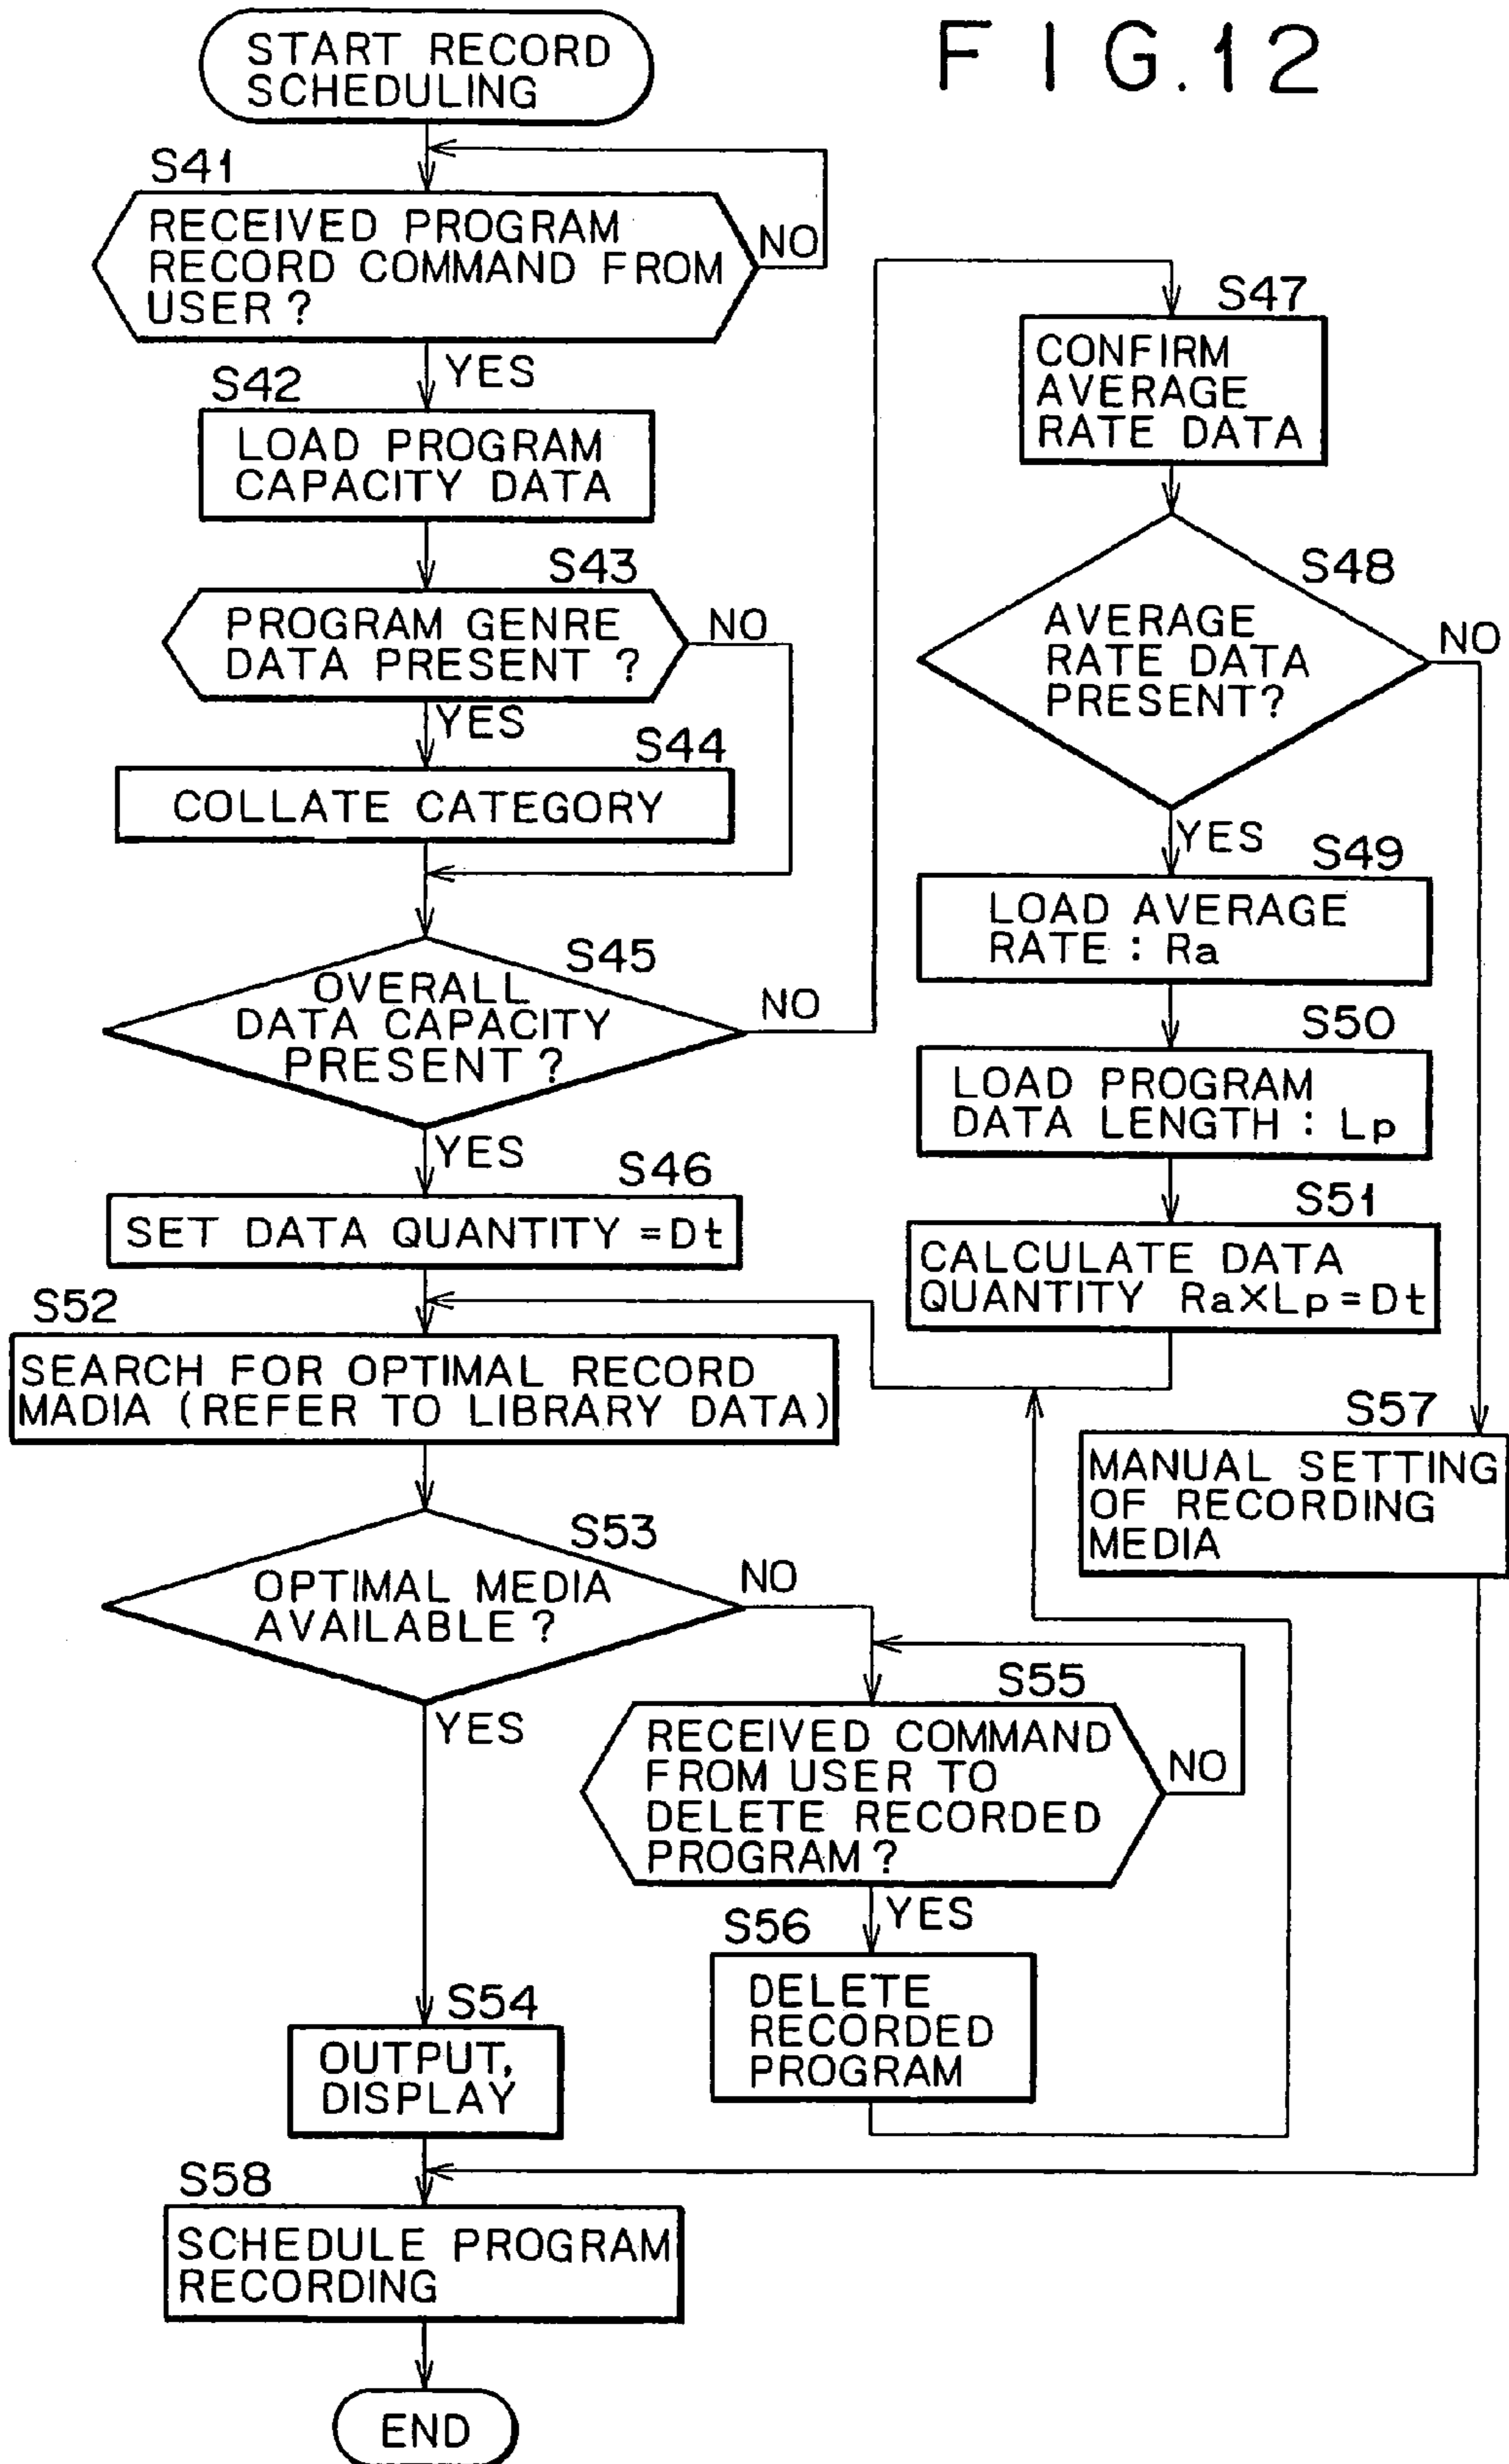 FIG.12
START RECORD
SCHEDULING
S41
RECEIVED PROGRAM
RECORD COMMAND FROM
USER?
NO
YES
S42
LOAD PROGRAM
CAPACITY DATA
S43
PROGRAM GENRE
DATA PRESENT?
NO
YES
S44
COLLATE CATEGORY
S45
OVERALL
DATA CAPACITY
PRESENT?
NO
YES
S46
SET DATA QUANTITY=Dt
S47
CONFIRM
AVERAGE
RATE DATA
S48
AVERAGE
RATE DATA
PRESENT?
NO
YES
S49
LOAD AVERAGE
RATE: Ra
S50
LOAD PROGRAM
DATA LENGTH: Lp
S51
CALCULATE DATA
QUANTITY Ra×Lp=Dt
S52
SEARCH FOR OPTIMAL RECORD
MADIA (REFER TO LIBRARY DATA)
S53
OPTIMAL MEDIA
AVAILABLE?
NO
YES
S55
RECEIVED COMMAND
FROM USER TO
DELETE RECORDED
PROGRAM?
NO
YES
S56
DELETE
RECORDED
PROGRAM
S57
MANUAL SETTING
OF RECORDING
MEDIA
S54
OUTPUT,
DISPLAY
S58
SCHEDULE PROGRAM
RECORDING
END